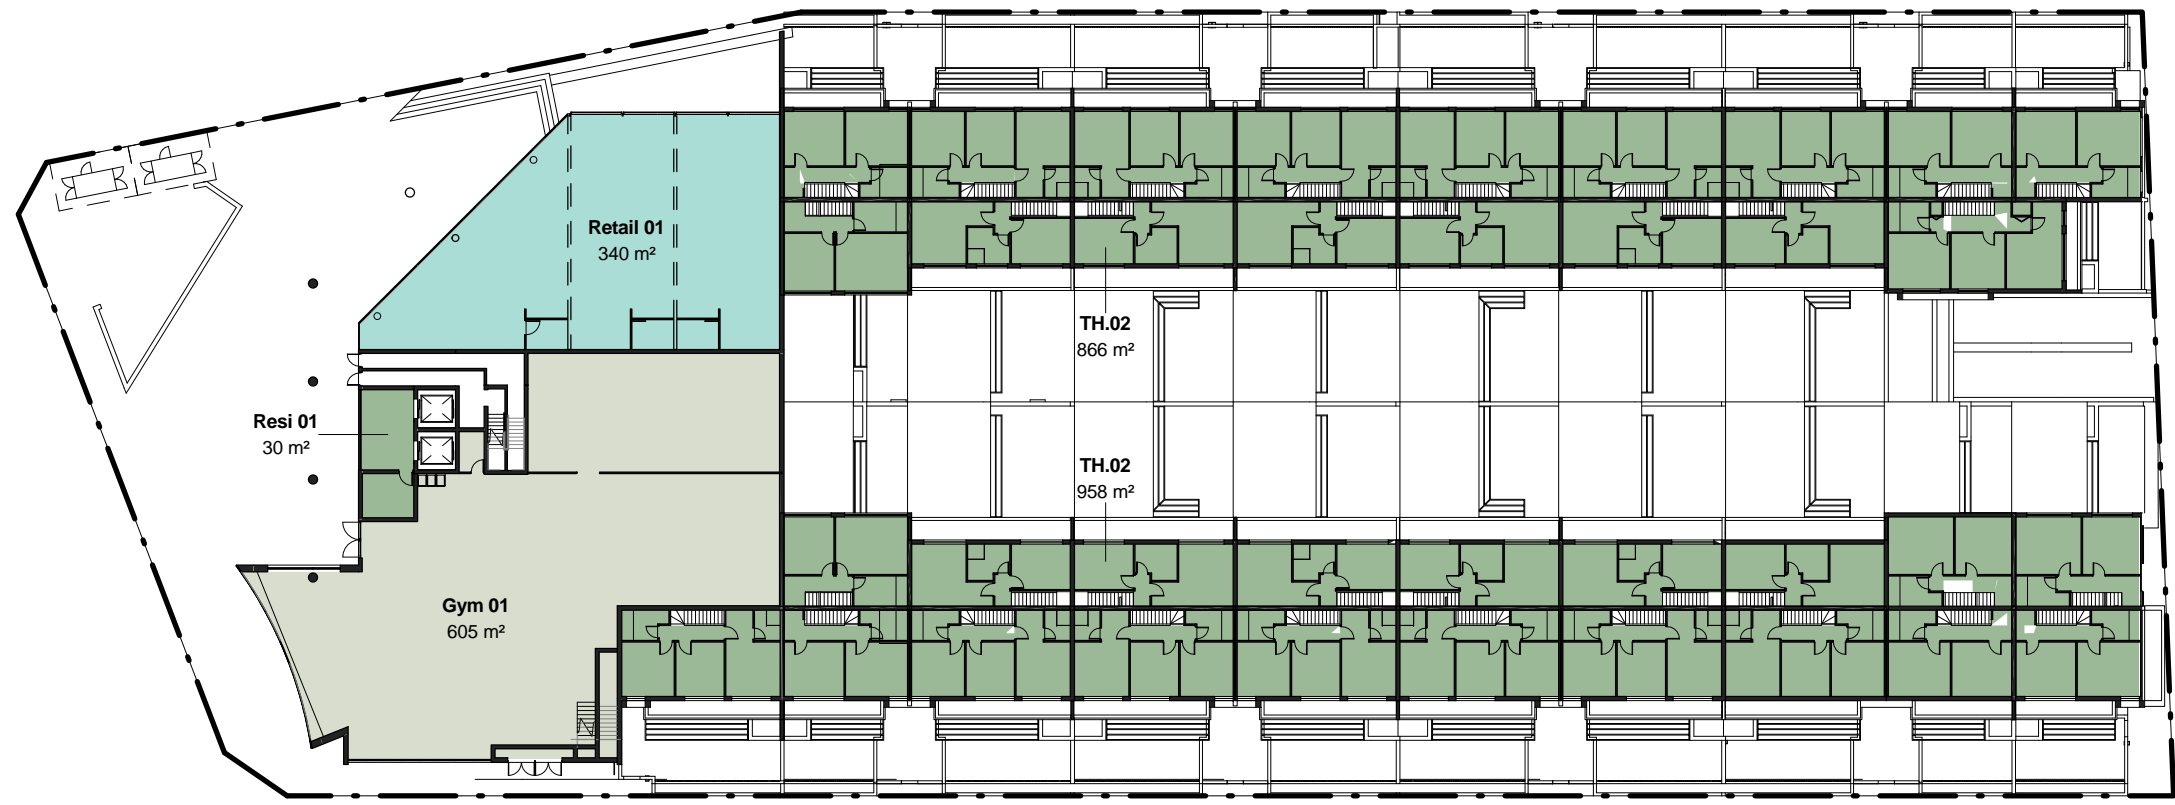 Retail 01
340 m²
TH.02
866 m²
Resi 01
30 m²
TH.02
958 m²
Gym 01
605 m²